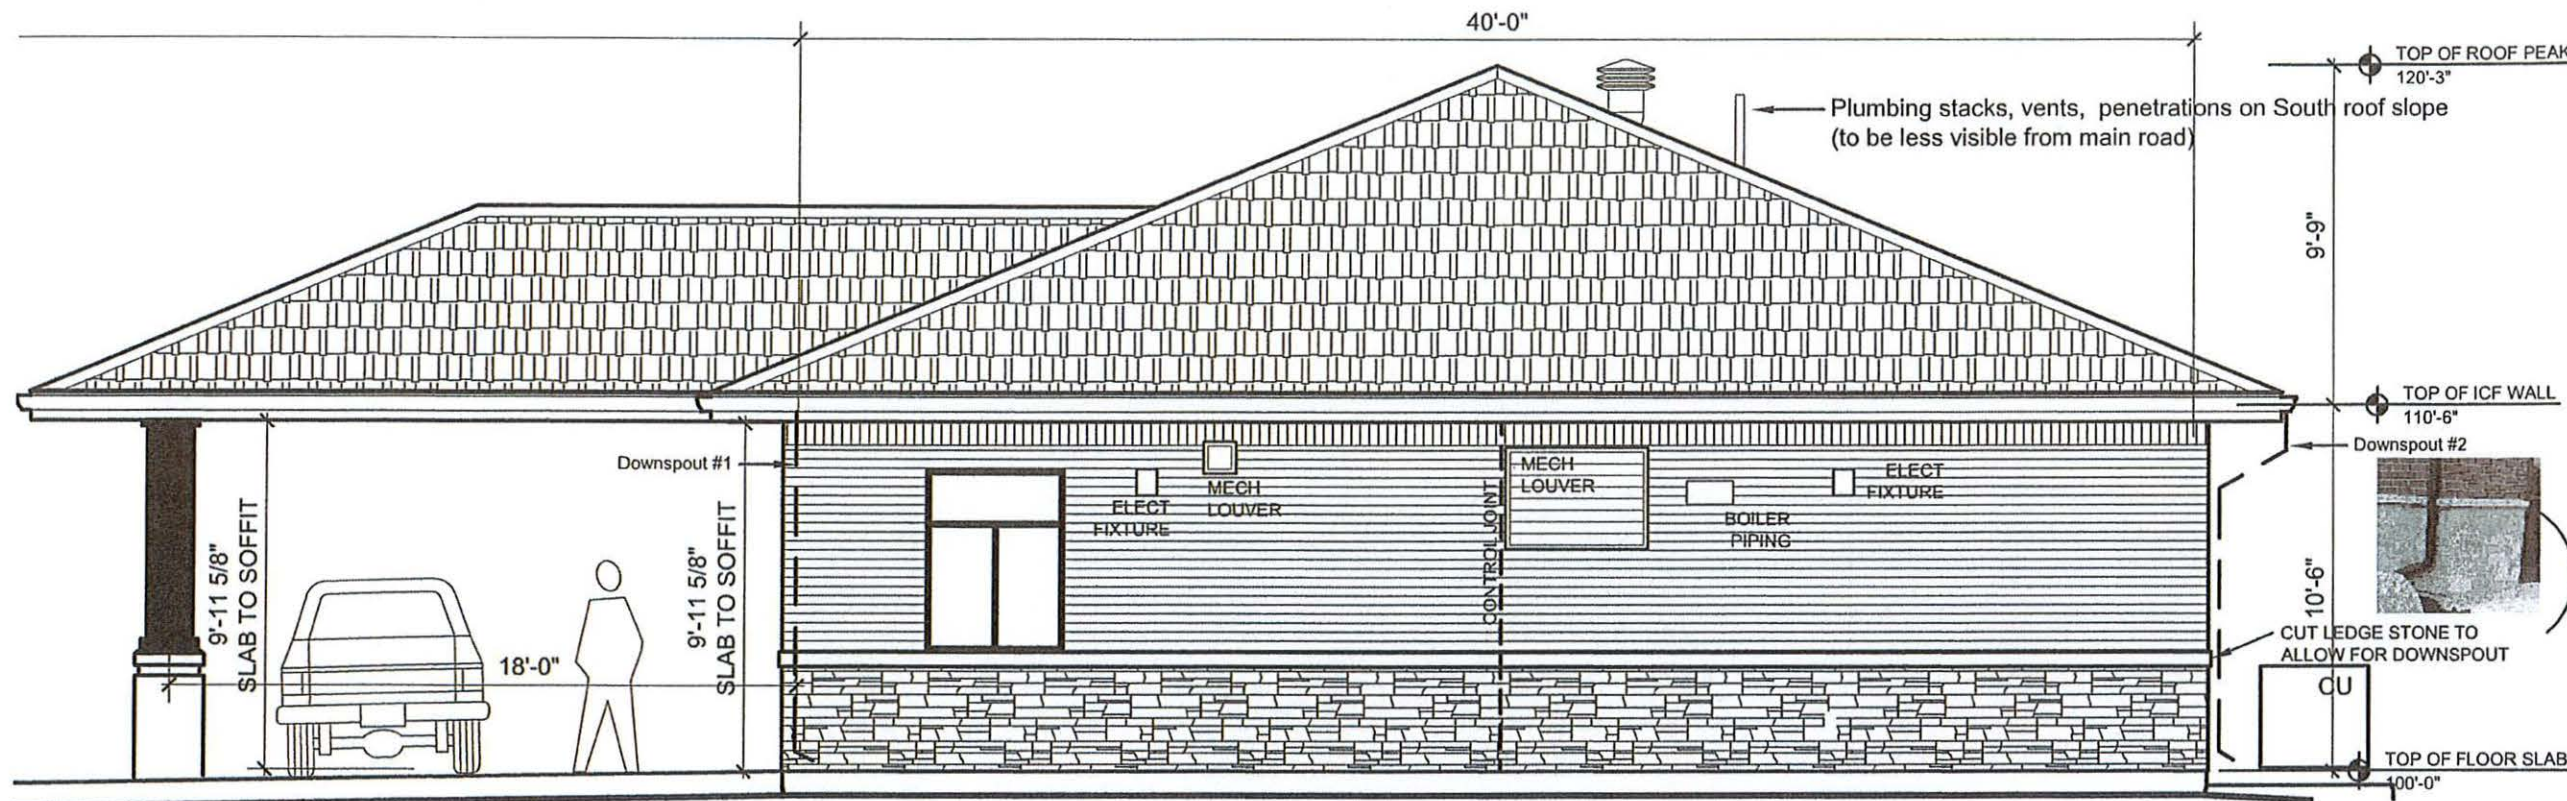 40'-0"
TOP OF ROOF PEAK
120'-3"
Plumbing stacks, vents, penetrations on South roof slope
(to be less visible from main road)
9'-9"
TOP OF ICF WALL
110'-6"
Downspout #1
Downspout #2
MECH
LOUVER
ELECT
FIXTURE
MECH
LOUVER
ELECT
FIXTURE
BOILER
PIPING
CONTROL JOINT
9'-11 5/8"
SLAB TO SOFFIT
9'-11 5/8"
SLAB TO SOFFIT
18'-0"
10'-6"
CUT LEDGE STONE TO
ALLOW FOR DOWNSPOUT
CU
TOP OF FLOOR SLAB
100'-0"